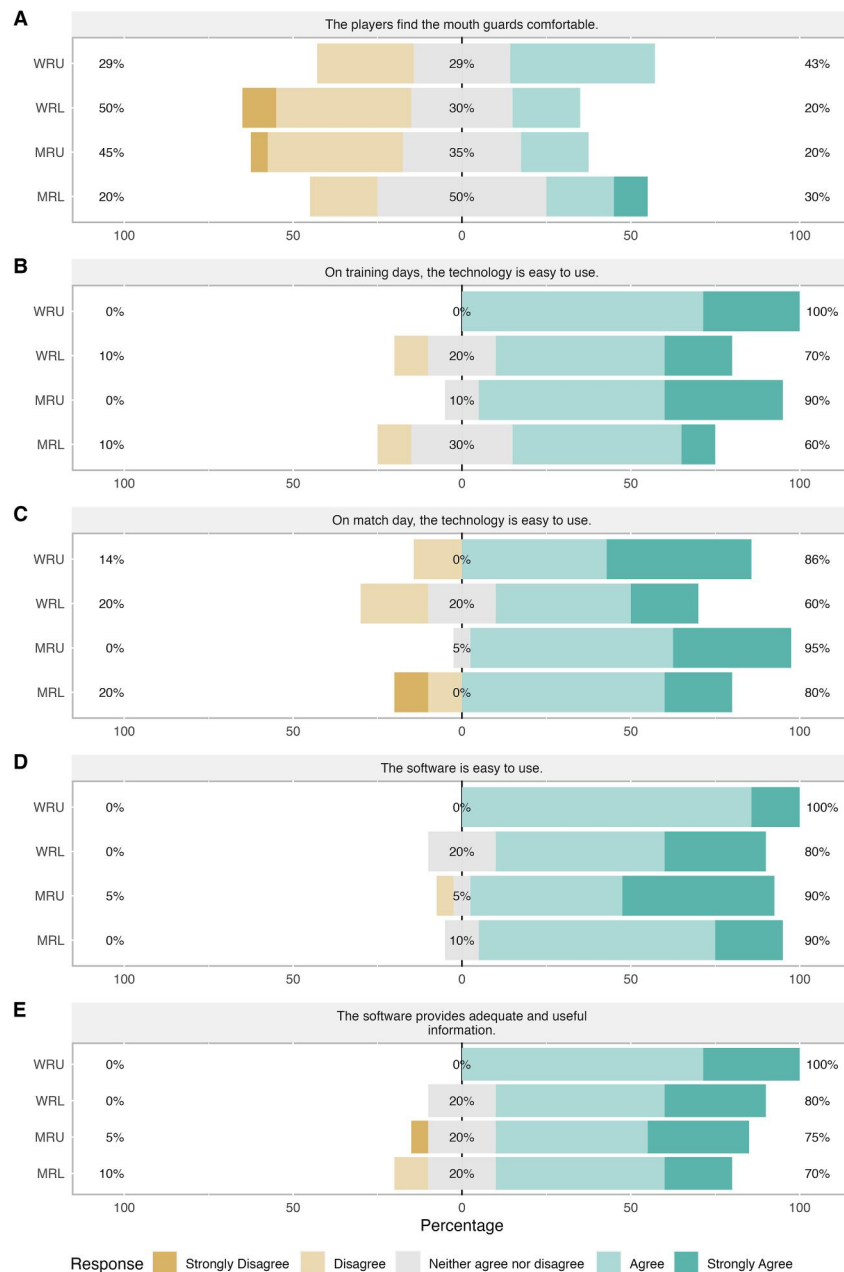 A
The players find the mouth guards comfortable.
WRU 29% 29% 43%
WRL 50% 30% 20%
MRU 45% 35% 20%
MRL 20% 50% 30%
100 50 0 50 100
B
On training days, the technology is easy to use.
WRU 0% 0% 100%
WRL 10% 20% 70%
MRU 0% 10% 90%
MRL 10% 30% 60%
100 50 0 50 100
C
On match day, the technology is easy to use.
WRU 14% 0% 86%
WRL 20% 20% 60%
MRU 0% 5% 95%
MRL 20% 0% 80%
100 50 0 50 100
D
The software is easy to use.
WRU 0% 0% 100%
WRL 0% 20% 80%
MRU 5% 5% 90%
MRL 0% 10% 90%
100 50 0 50 100
E
The software provides adequate and useful
information.
WRU 0% 0% 100%
WRL 0% 20% 80%
MRU 5% 20% 75%
MRL 10% 20% 70%
100 50 0 50 100
Percentage
Response Strongly Disagree Disagree Neither agree nor disagree Agree Strongly Agree